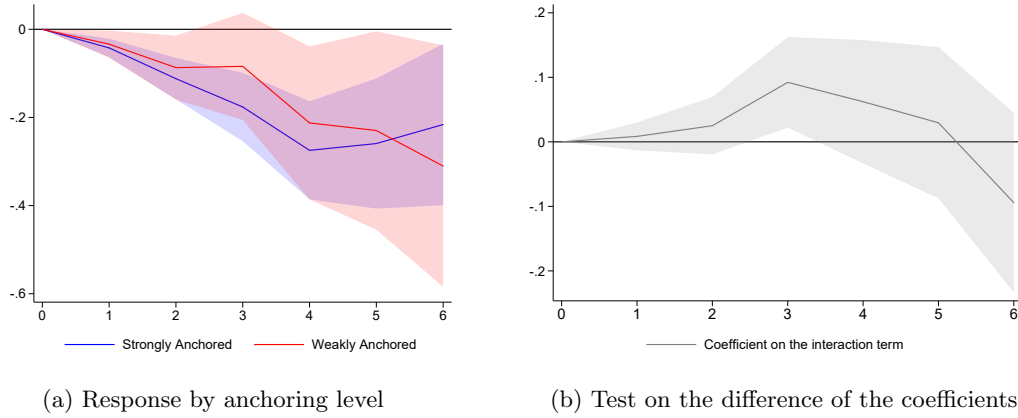 0
-.2
-.4
-.6
0 1 2 3 4 5 6
Strongly Anchored Weakly Anchored
(a) Response by anchoring level
.2
.1
0
-.1
-.2
0 1 2 3 4 5 6
Coefficient on the interaction term
(b) Test on the difference of the coefficients